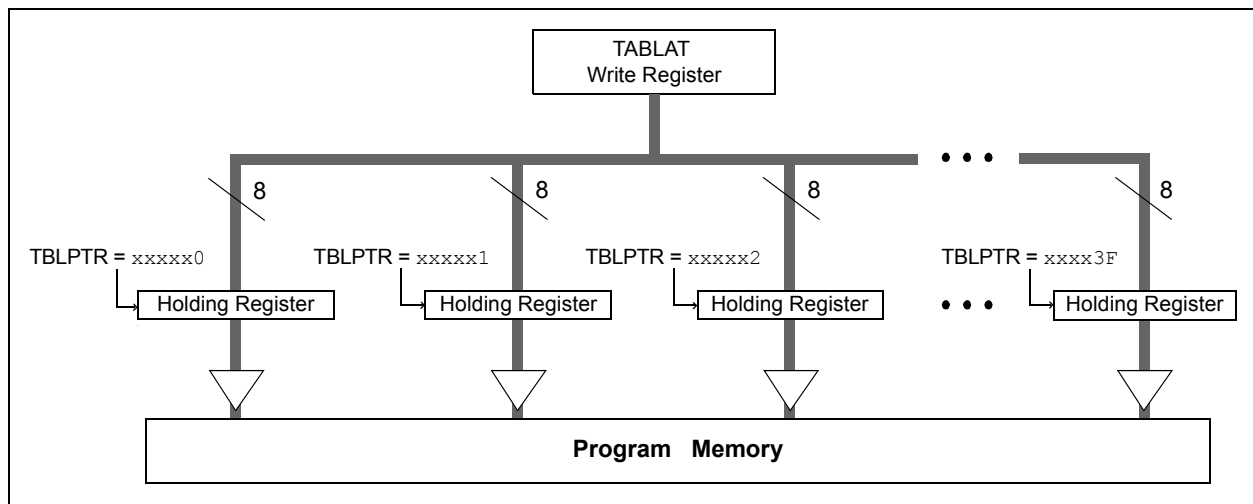 TABLAT
Write Register
8
8
8
8
TBLPTR = xxxxx0
TBLPTR = xxxxx1
TBLPTR = xxxxx2
TBLPTR = xxxx3F
Holding Register
Holding Register
Holding Register
Holding Register
Program Memory